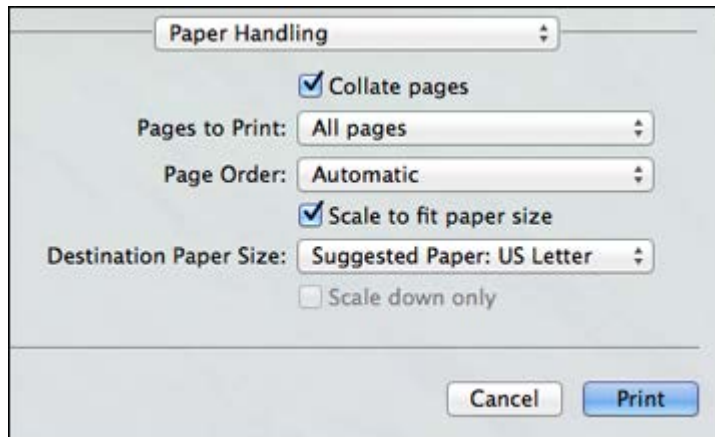 Paper Handling
Collate pages
Pages to Print: All pages
Page Order: Automatic
Scale to fit paper size
Destination Paper Size: Suggested Paper: US Letter
Scale down only
Cancel Print